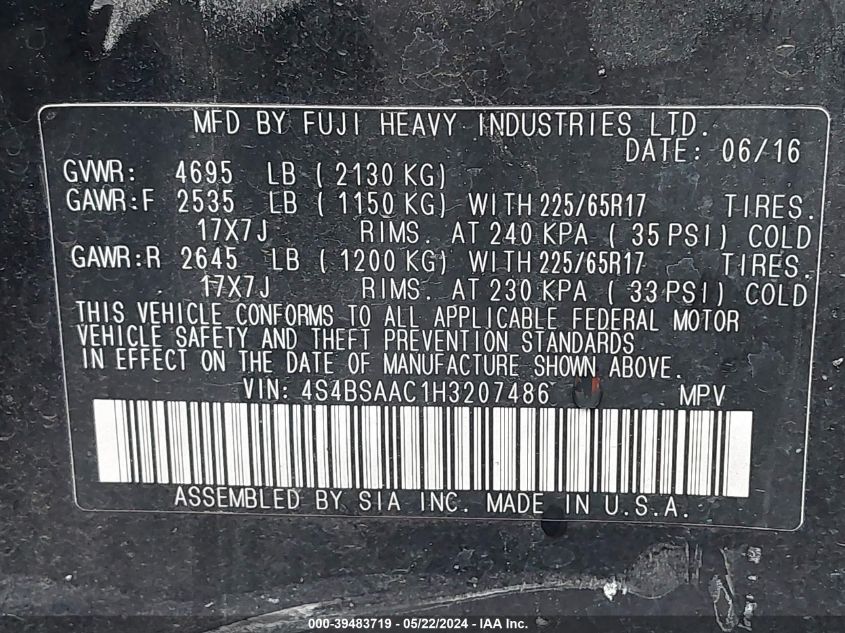 MFD BY FUJI HEAVY INDUSTRIES LTD.
DATE: 06/16
GVWR: 4695 LB ( 2130 KG)
GAWR:F 2535 LB ( 1150 KG) WITH 225/65R17 TIRES.
17X7J RIMS. AT 240 KPA ( 35 PSI) COLD
GAWR:R 2645 LB ( 1200 KG) WITH 225/65R17 TIRES.
17X7J RIMS. AT 230 KPA ( 33 PSI) COLD
THIS VEHICLE CONFORMS TO ALL APPLICABLE FEDERAL MOTOR
VEHICLE SAFETY AND THEFT PREVENTION STANDARDS
IN EFFECT ON THE DATE OF MANUFACTURE SHOWN ABOVE.
VIN: 4S4BSAAC1H3207486 MPV
ASSEMBLED BY SIA INC. MADE IN U.S.A.
000-39483719 - 05/22/2024 - IAA Inc.